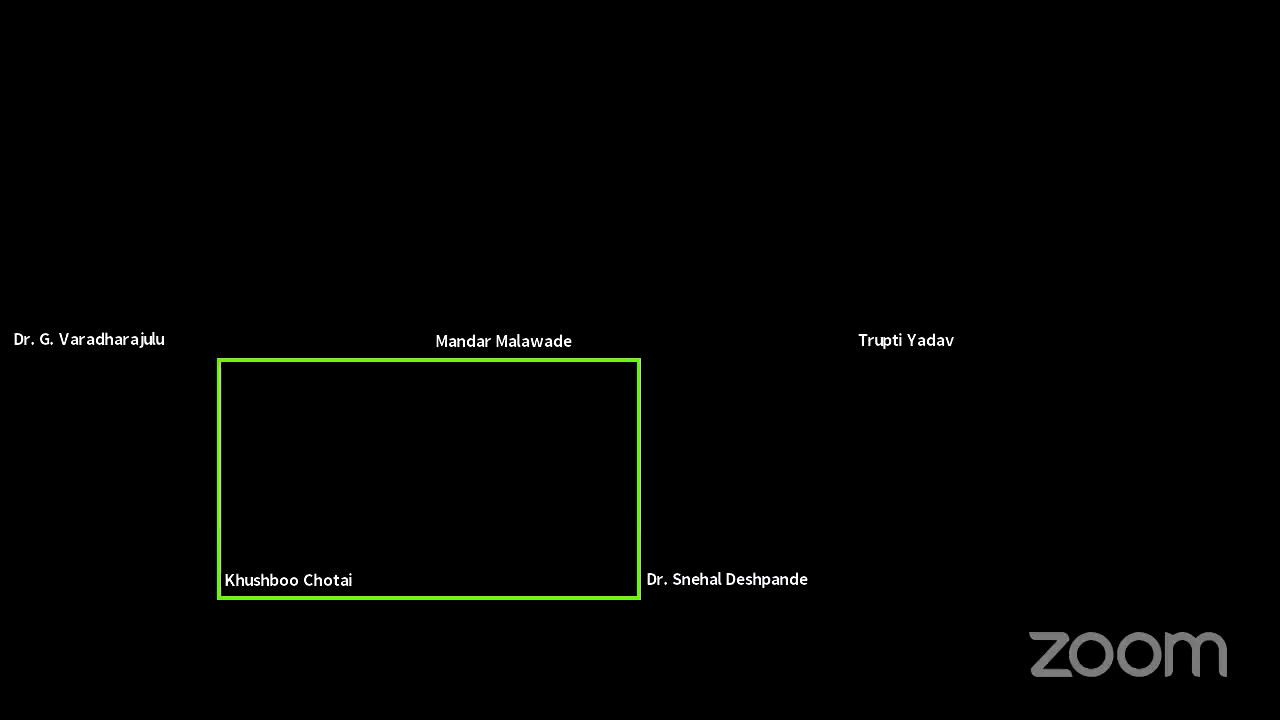 Dr. G. Varadharajulu
Mandar Malawade
Trupti Yadav
Khushboo Chotai
Dr. Snehal Deshpande
zoom